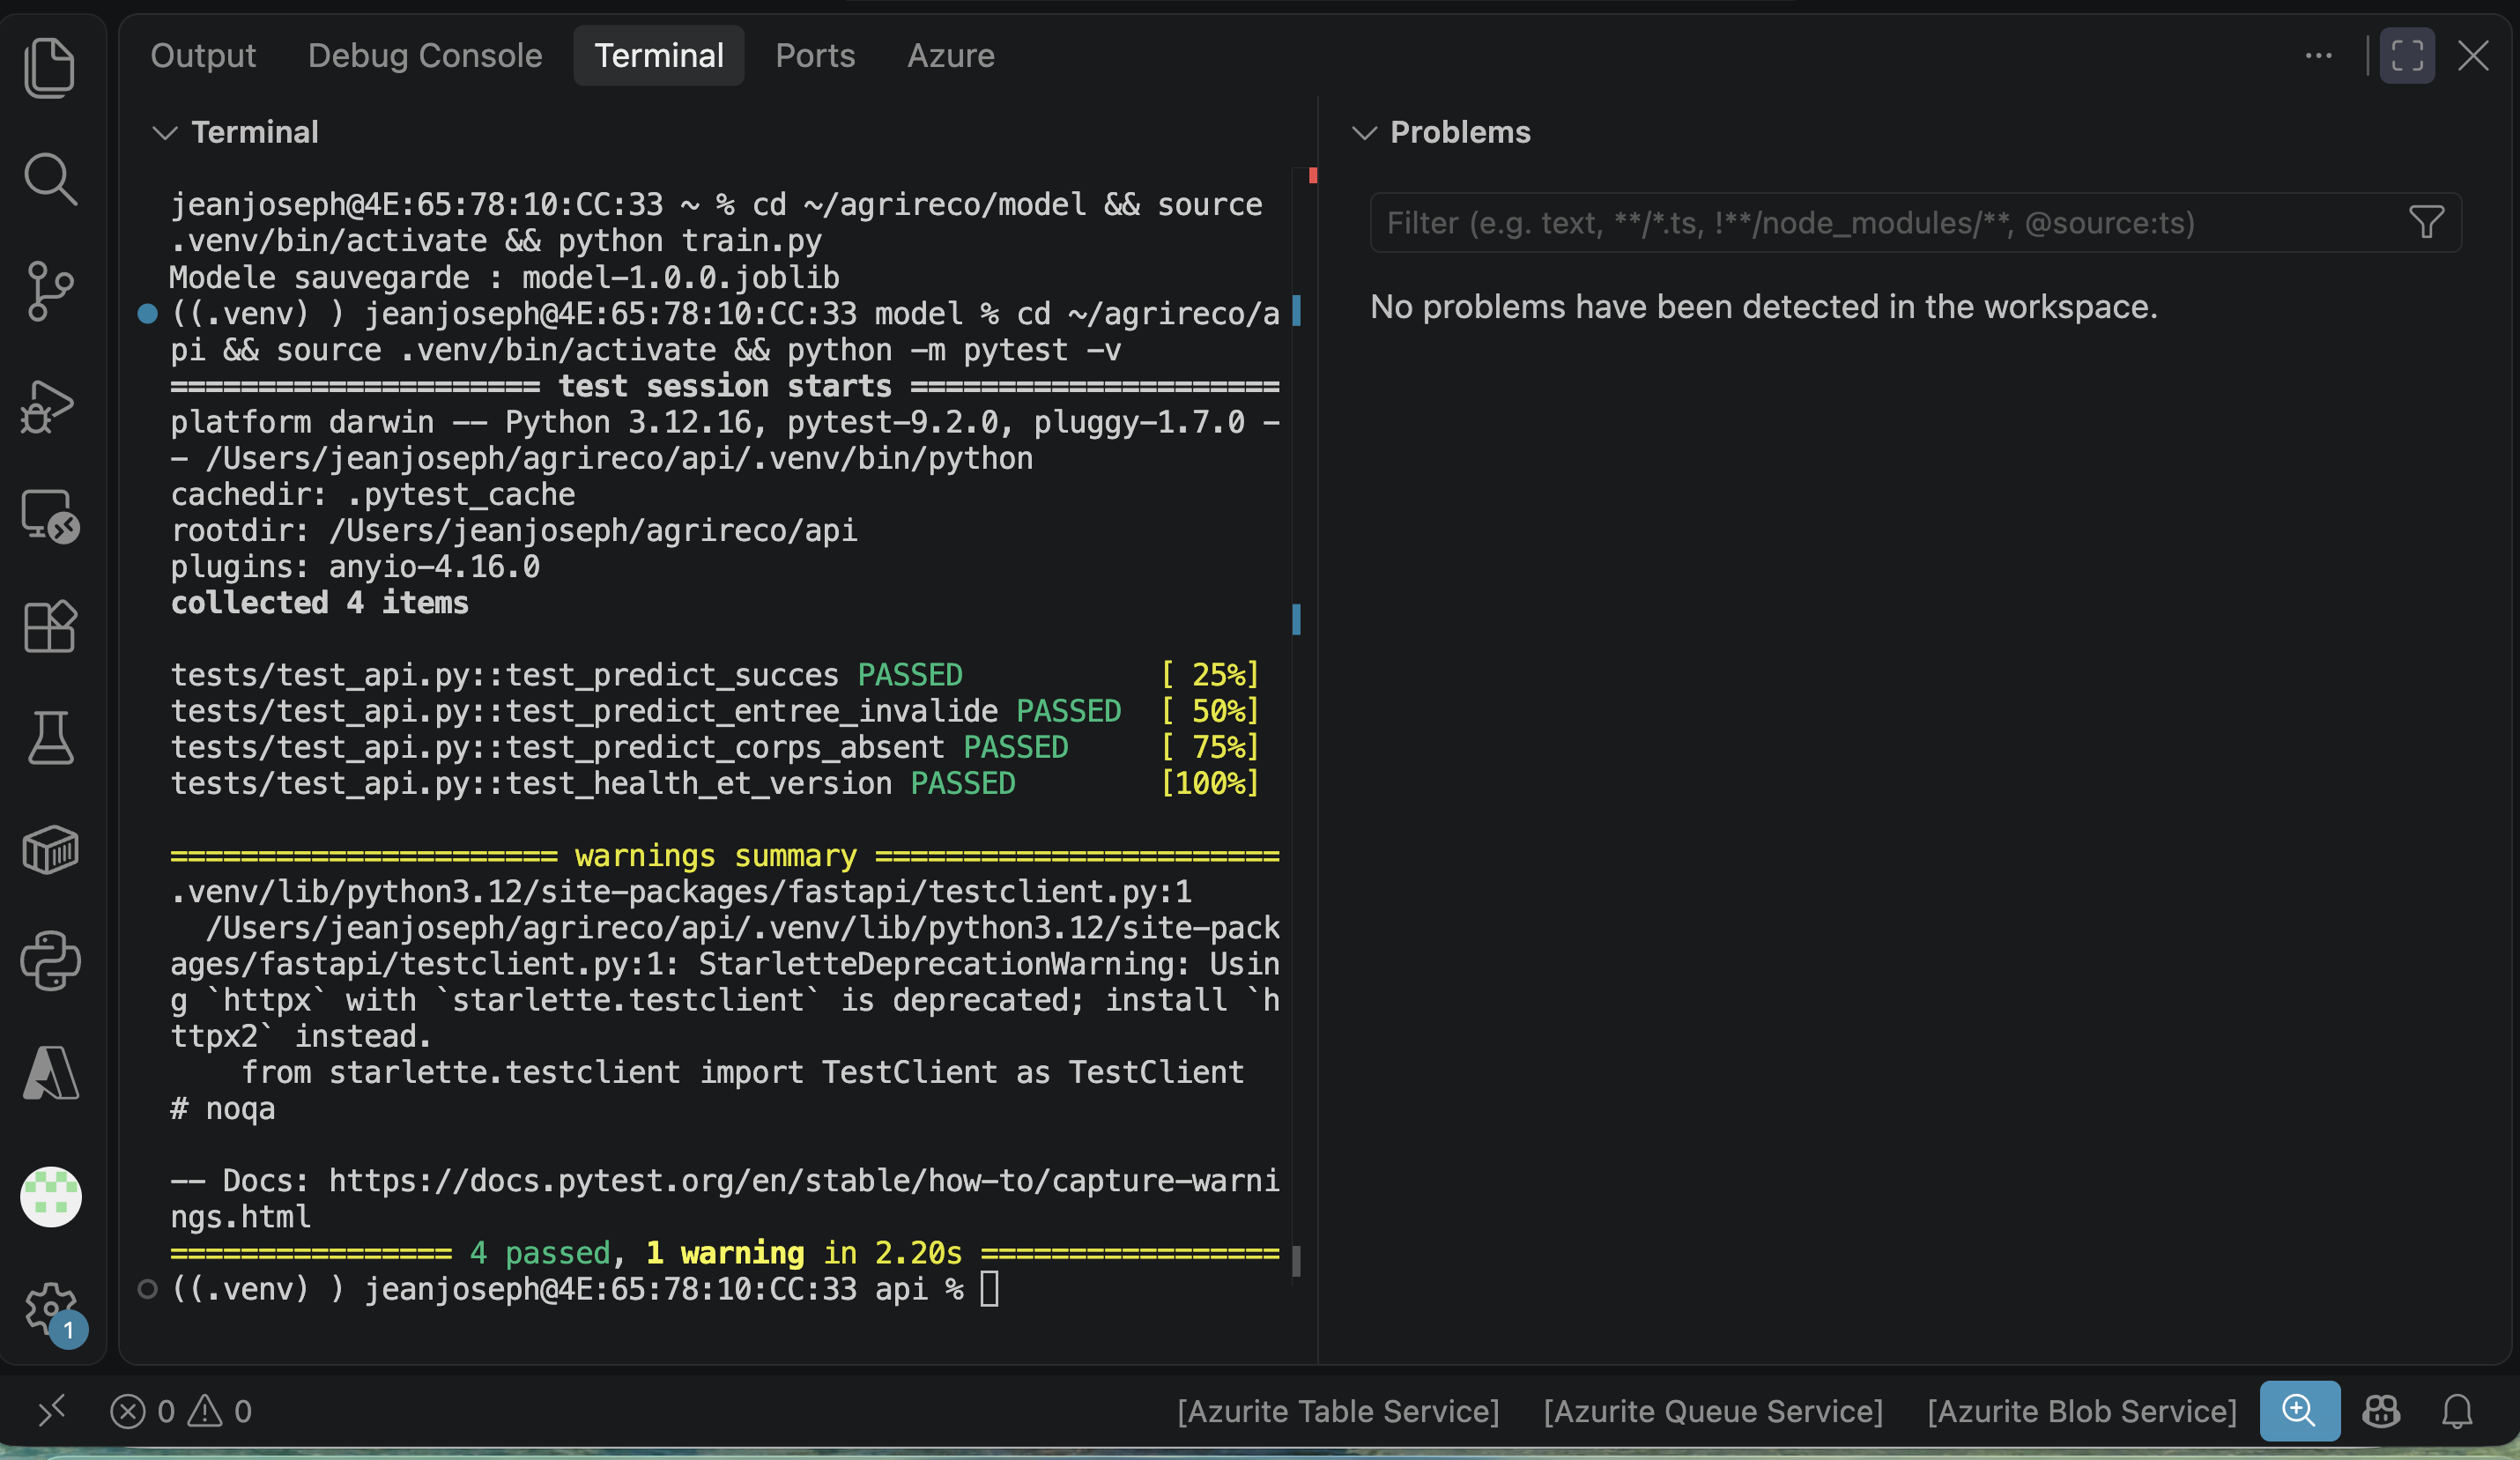 Output Debug Console Terminal Ports Azure
Terminal
jeanjoseph@4E:65:78:10:CC:33 ~ % cd ~/agrireco/model && source
.venv/bin/activate && python train.py
Modele sauvegarde : model-1.0.0.joblib
((.venv) ) jeanjoseph@4E:65:78:10:CC:33 model % cd ~/agrireco/a
pi && source .venv/bin/activate && python -m pytest -v
===================== test session starts =====================
platform darwin -- Python 3.12.16, pytest-9.2.0, pluggy-1.7.0 -
- /Users/jeanjoseph/agrireco/api/.venv/bin/python
cachedir: .pytest_cache
rootdir: /Users/jeanjoseph/agrireco/api
plugins: anyio-4.16.0
collected 4 items
tests/test_api.py::test_predict_succes PASSED [ 25%]
tests/test_api.py::test_predict_entree_invalide PASSED [ 50%]
tests/test_api.py::test_predict_corps_absent PASSED [ 75%]
tests/test_api.py::test_health_et_version PASSED [100%]
====================== warnings summary =======================
.venv/lib/python3.12/site-packages/fastapi/testclient.py:1
/Users/jeanjoseph/agrireco/api/.venv/lib/python3.12/site-pack
ages/fastapi/testclient.py:1: StarletteDeprecationWarning: Usin
g `httpx` with `starlette.testclient` is deprecated; install `h
ttpx2` instead.
from starlette.testclient import TestClient as TestClient
# noqa
-- Docs: https://docs.pytest.org/en/stable/how-to/capture-warni
ngs.html
================ 4 passed, 1 warning in 2.20s =================
((.venv) ) jeanjoseph@4E:65:78:10:CC:33 api %
Problems
Filter (e.g. text, **/*.ts, !**/node_modules/**, @source:ts)
No problems have been detected in the workspace.
1
0 0 [Azurite Table Service] [Azurite Queue Service] [Azurite Blob Service]